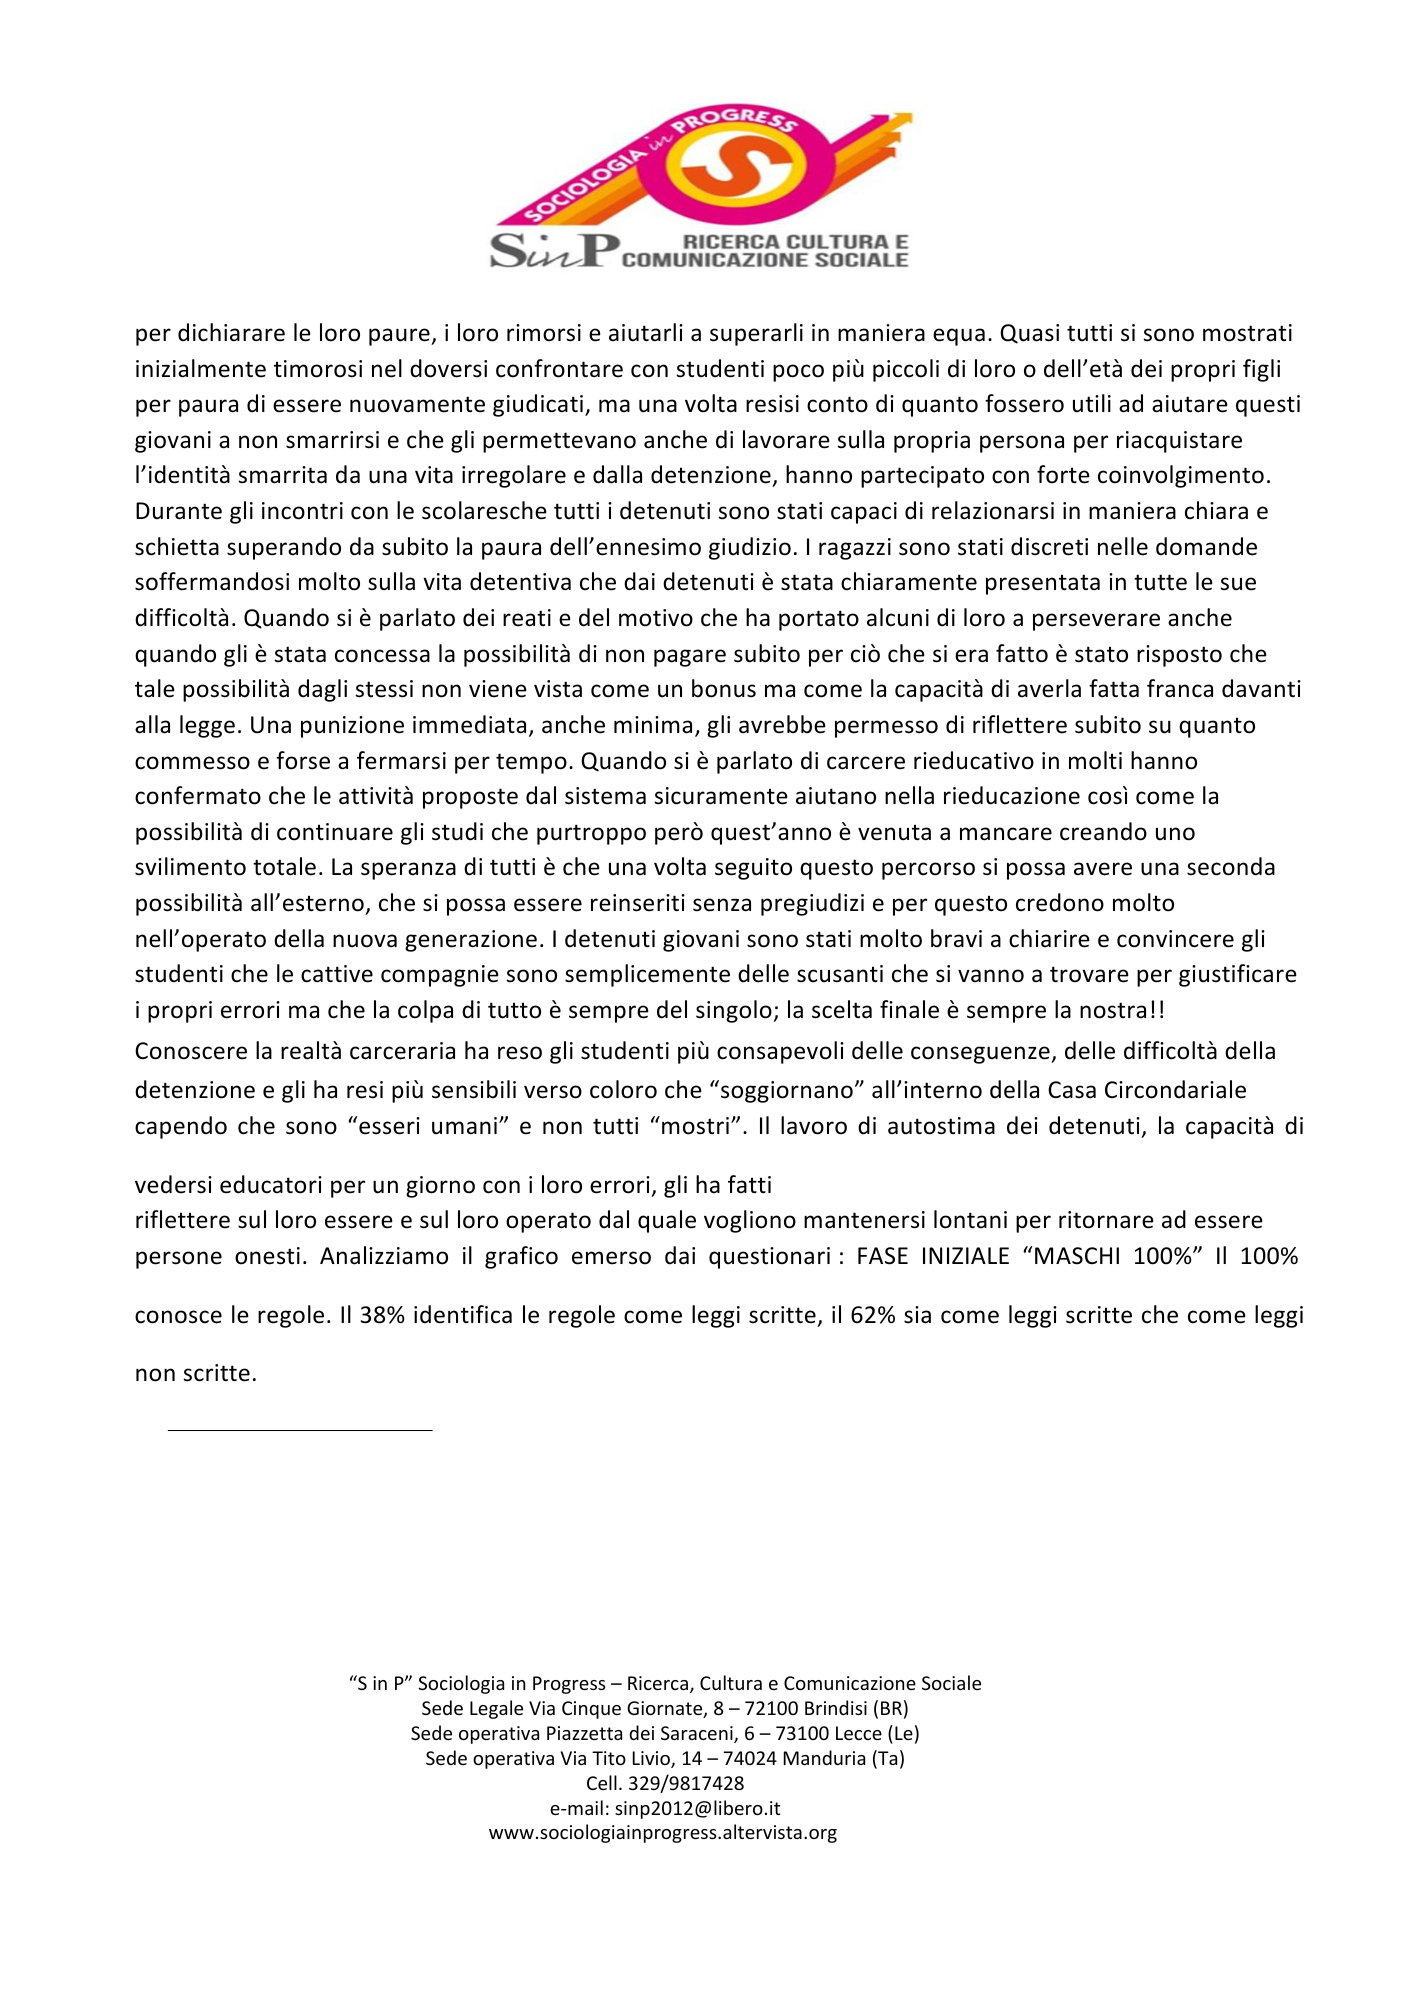 SOCIOLOGIA in PROGRESS
S
SinP RICERCA CULTURA E
COMUNICAZIONE SOCIALE
per dichiarare le loro paure, i loro rimorsi e aiutarli a superarli in maniera equa. Quasi tutti si sono mostrati
inizialmente timorosi nel doversi confrontare con studenti poco più piccoli di loro o dell’età dei propri figli
per paura di essere nuovamente giudicati, ma una volta resisi conto di quanto fossero utili ad aiutare questi
giovani a non smarrirsi e che gli permettevano anche di lavorare sulla propria persona per riacquistare
l’identità smarrita da una vita irregolare e dalla detenzione, hanno partecipato con forte coinvolgimento.
Durante gli incontri con le scolaresche tutti i detenuti sono stati capaci di relazionarsi in maniera chiara e
schietta superando da subito la paura dell’ennesimo giudizio. I ragazzi sono stati discreti nelle domande
soffermandosi molto sulla vita detentiva che dai detenuti è stata chiaramente presentata in tutte le sue
difficoltà. Quando si è parlato dei reati e del motivo che ha portato alcuni di loro a perseverare anche
quando gli è stata concessa la possibilità di non pagare subito per ciò che si era fatto è stato risposto che
tale possibilità dagli stessi non viene vista come un bonus ma come la capacità di averla fatta franca davanti
alla legge. Una punizione immediata, anche minima, gli avrebbe permesso di riflettere subito su quanto
commesso e forse a fermarsi per tempo. Quando si è parlato di carcere rieducativo in molti hanno
confermato che le attività proposte dal sistema sicuramente aiutano nella rieducazione così come la
possibilità di continuare gli studi che purtroppo però quest’anno è venuta a mancare creando uno
svilimento totale. La speranza di tutti è che una volta seguito questo percorso si possa avere una seconda
possibilità all’esterno, che si possa essere reinseriti senza pregiudizi e per questo credono molto
nell’operato della nuova generazione. I detenuti giovani sono stati molto bravi a chiarire e convincere gli
studenti che le cattive compagnie sono semplicemente delle scusanti che si vanno a trovare per giustificare
i propri errori ma che la colpa di tutto è sempre del singolo; la scelta finale è sempre la nostra!!
Conoscere la realtà carceraria ha reso gli studenti più consapevoli delle conseguenze, delle difficoltà della
detenzione e gli ha resi più sensibili verso coloro che “soggiornano” all’interno della Casa Circondariale
capendo che sono “esseri umani” e non tutti “mostri”. Il lavoro di autostima dei detenuti, la capacità di
vedersi educatori per un giorno con i loro errori, gli ha fatti
riflettere sul loro essere e sul loro operato dal quale vogliono mantenersi lontani per ritornare ad essere
persone onesti. Analizziamo il grafico emerso dai questionari : FASE INIZIALE “MASCHI 100%” Il 100%
conosce le regole. Il 38% identifica le regole come leggi scritte, il 62% sia come leggi scritte che come leggi
non scritte.
“S in P” Sociologia in Progress – Ricerca, Cultura e Comunicazione Sociale
Sede Legale Via Cinque Giornate, 8 – 72100 Brindisi (BR)
Sede operativa Piazzetta dei Saraceni, 6 – 73100 Lecce (Le)
Sede operativa Via Tito Livio, 14 – 74024 Manduria (Ta)
Cell. 329/9817428
e-mail: sinp2012@libero.it
www.sociologiainprogress.altervista.org